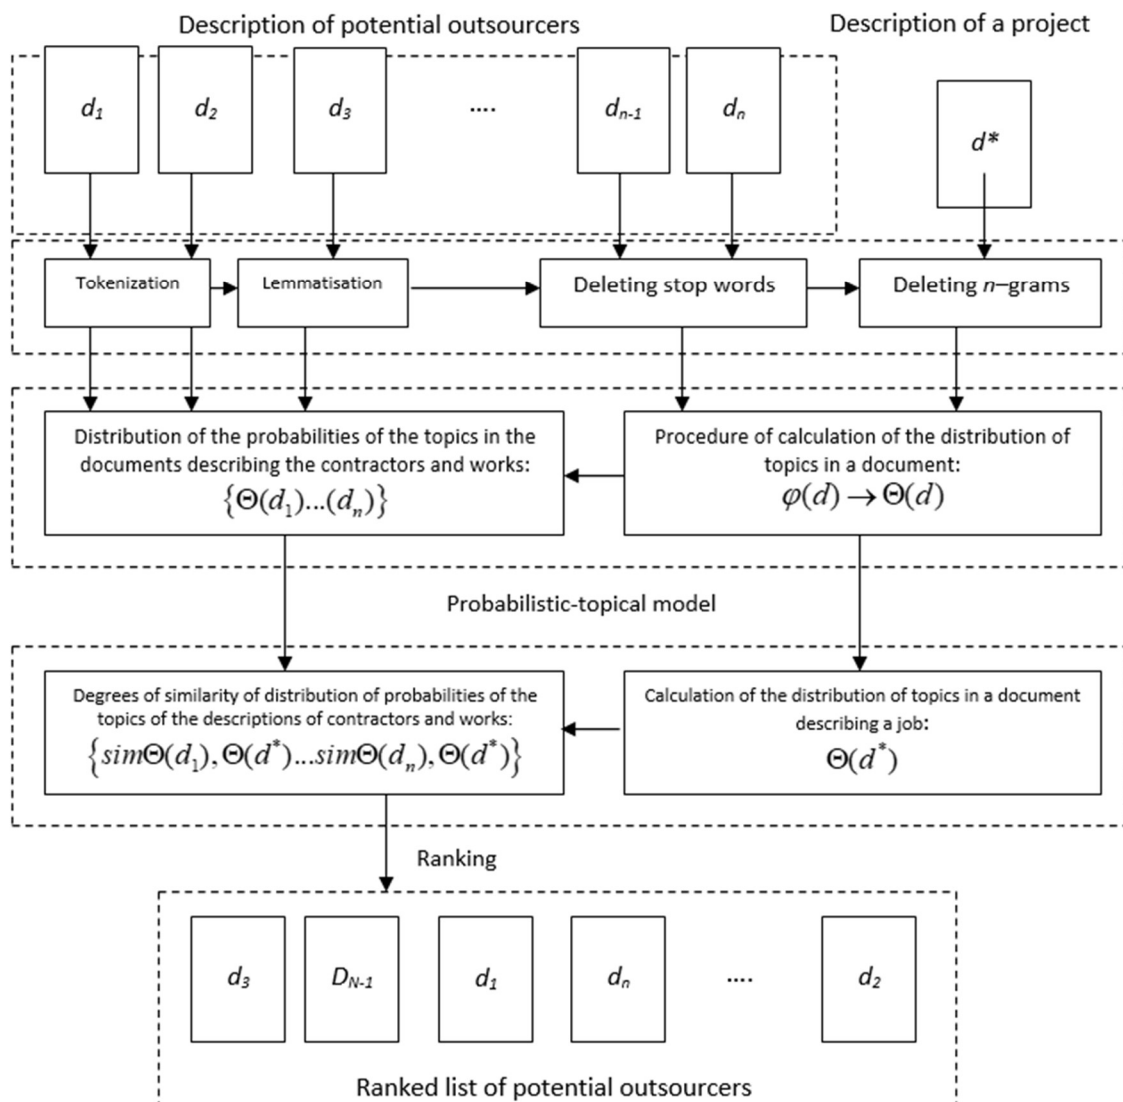 Description of potential outsourcers
Description of a project
d1
d2
d3
....
dn-1
dn
d*
Tokenization
Lemmatisation
Deleting stop words
Deleting n–grams
Distribution of the probabilities of the topics in the
documents describing the contractors and works:
{Θ(d1)...(dn)}
Procedure of calculation of the distribution of
topics in a document:
φ(d) → Θ(d)
Probabilistic-topical model
Degrees of similarity of distribution of probabilities of the
topics of the descriptions of contractors and works:
{simΘ(d1),Θ(d*)...simΘ(dn),Θ(d*)}
Calculation of the distribution of topics in a document
describing a job:
Θ(d*)
Ranking
d3
DN-1
d1
dn
....
d2
Ranked list of potential outsourcers